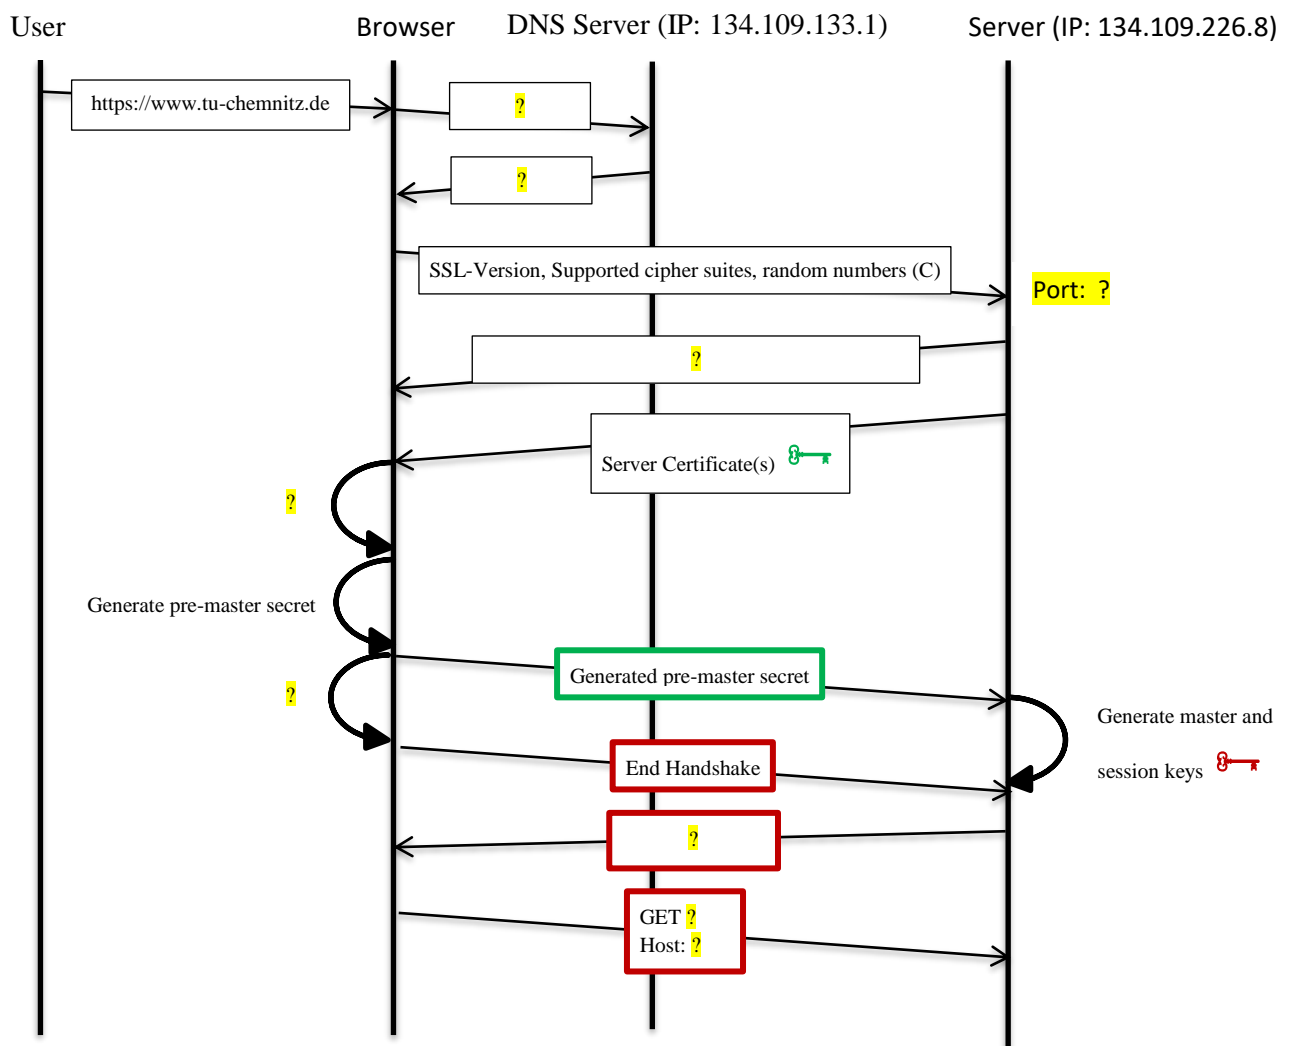 User
Browser
DNS Server (IP: 134.109.133.1)
Server (IP: 134.109.226.8)
https://www.tu-chemnitz.de
?
?
SSL-Version, Supported cipher suites, random numbers (C)
Port: ?
?
Server Certificate(s)
?
Generate pre-master secret
Generated pre-master secret
?
Generate master and
session keys
End Handshake
?
GET ?
Host: ?